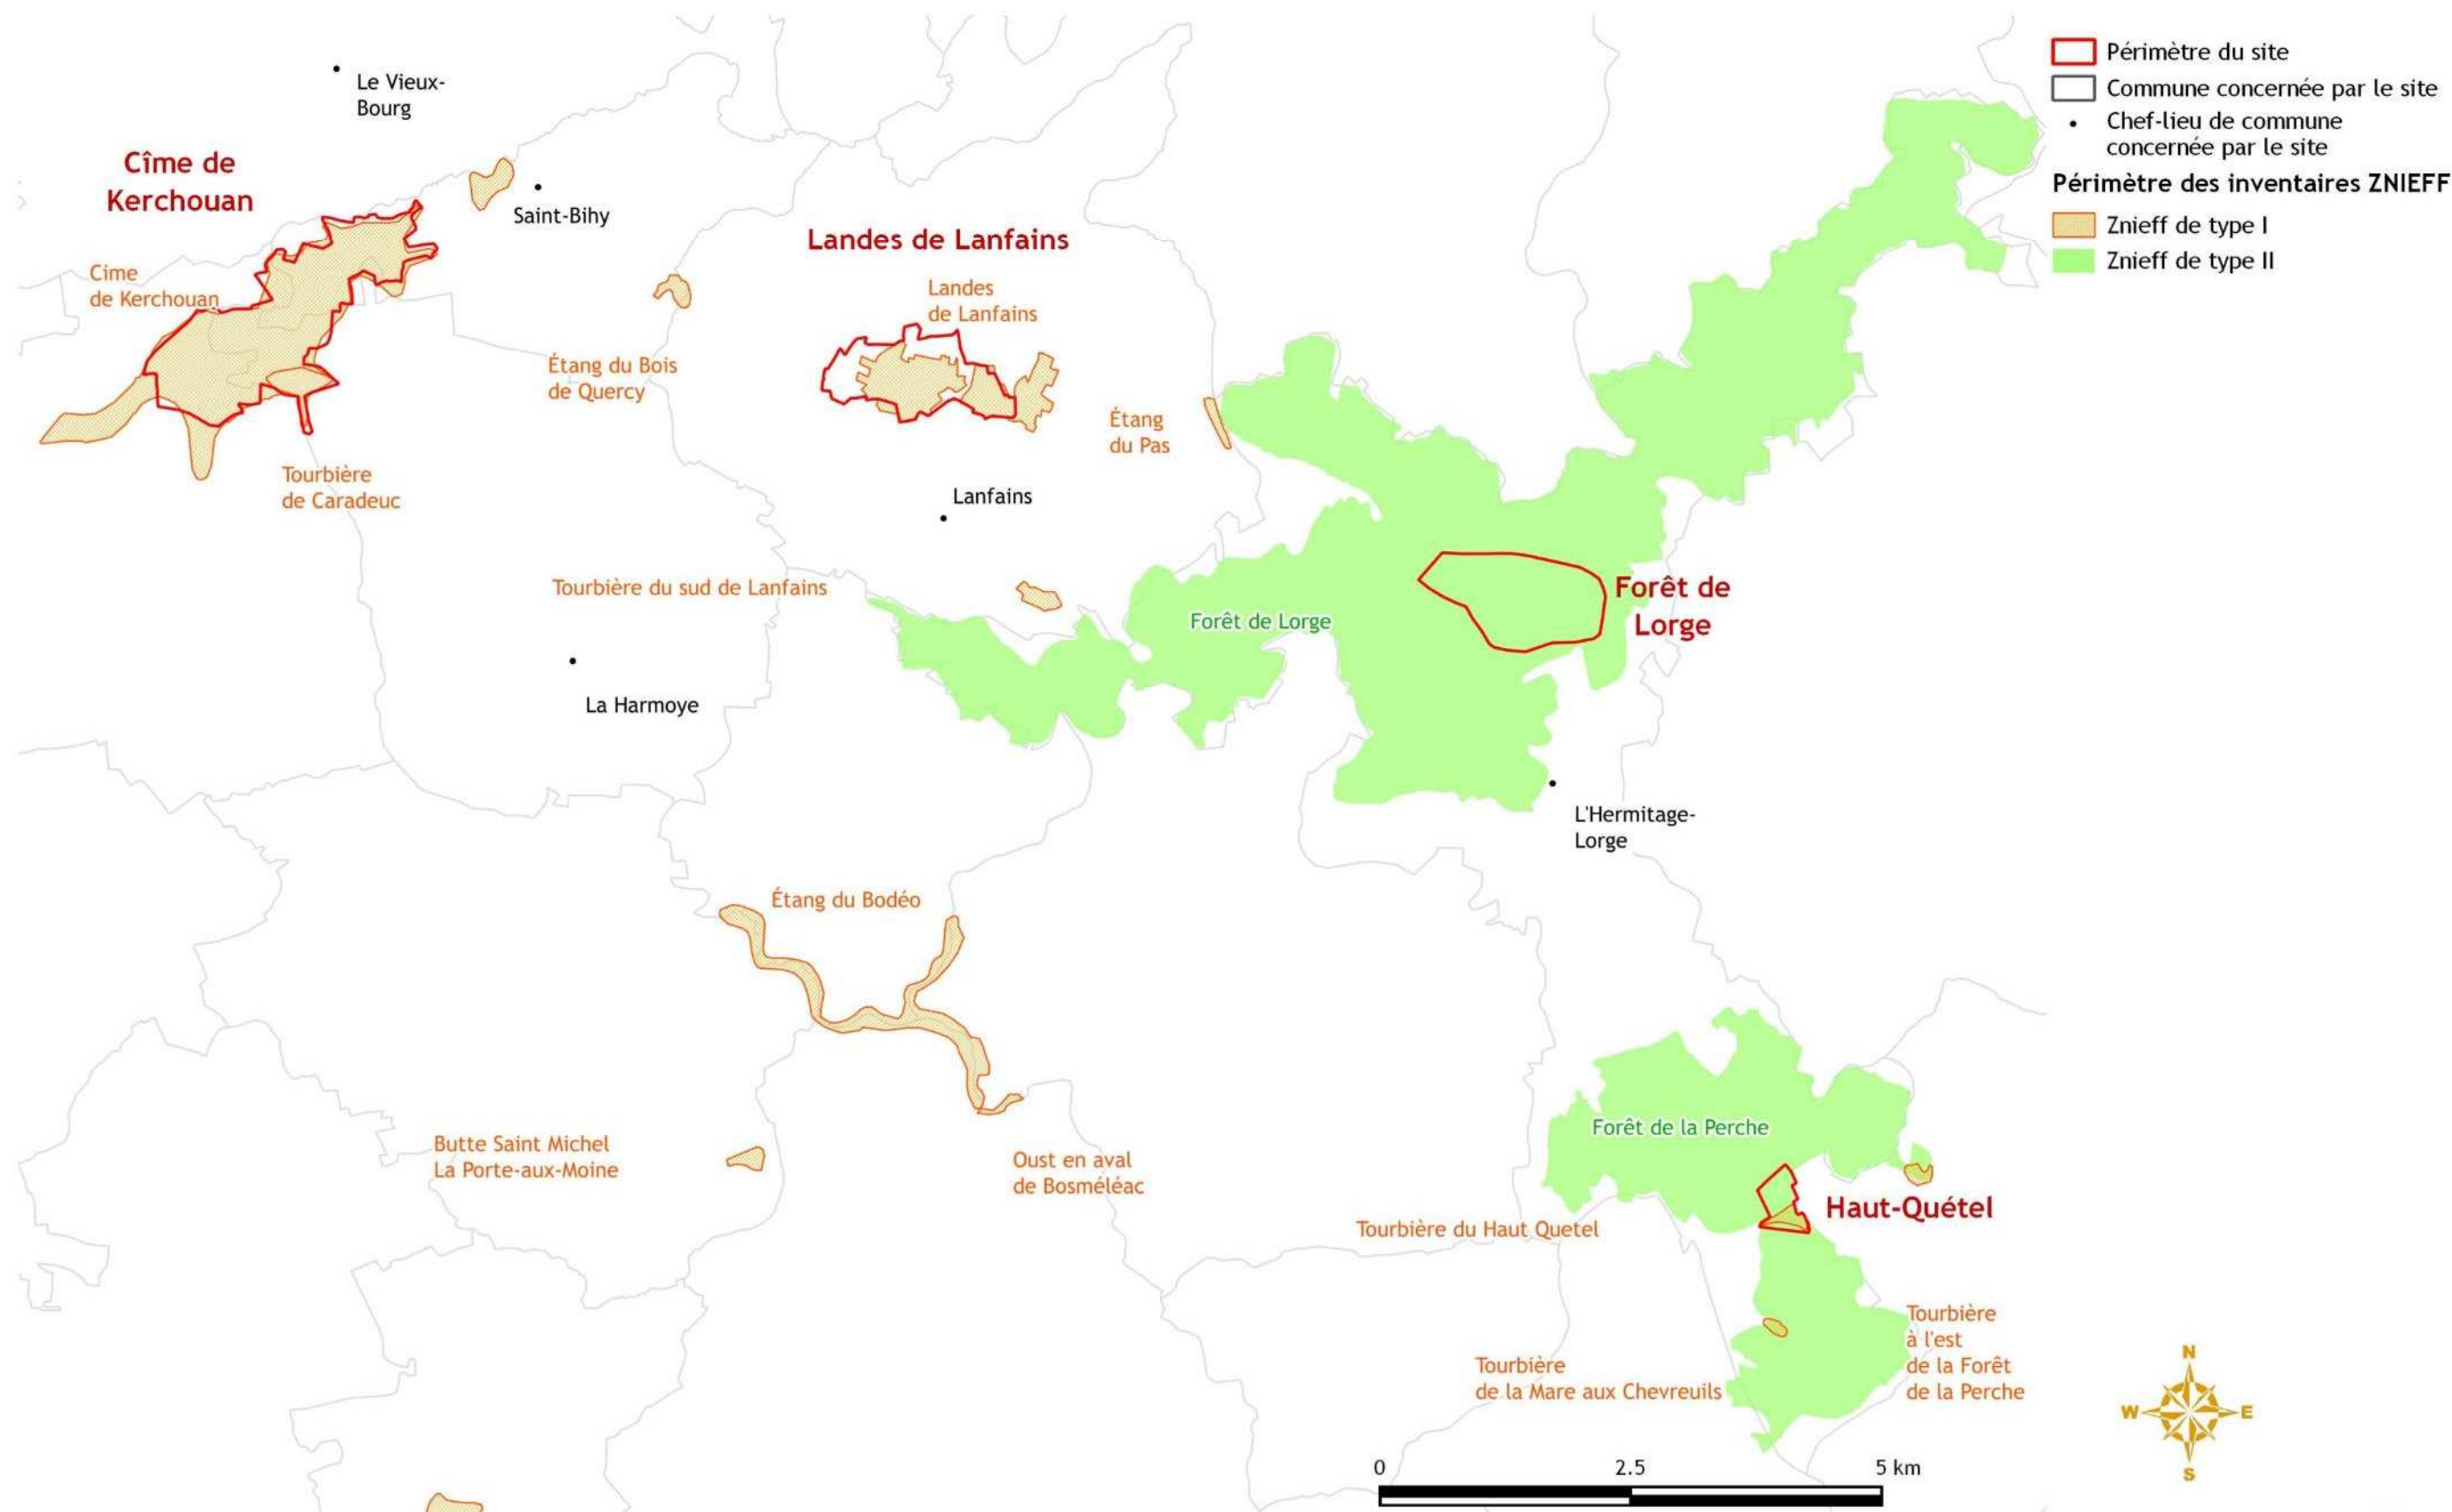 Le Vieux-
Bourg
Cîme de
Kerchouan
Saint-Bihy
Cime
de Kerchouan
Landes de Lanfains
Landes
de Lanfains
Étang du Bois
de Quercy
Étang
du Pas
Tourbière
de Caradeuc
Lanfains
Tourbière du sud de Lanfains
Forêt de Lorge
Forêt de
Lorge
La Harmoye
L'Hermitage-
Lorge
Étang du Bodéo
Butte Saint Michel
La Porte-aux-Moine
Oust en aval
de Bosméléac
Forêt de la Perche
Haut-Quétel
Tourbière du Haut Quetel
Tourbière
de la Mare aux Chevreuils
Tourbière
à l'est
de la Forêt
de la Perche
Périmètre du site
Commune concernée par le site
Chef-lieu de commune
concernée par le site
Périmètre des inventaires ZNIEFF
Znieff de type I
Znieff de type II
N
W E
S
0 2.5 5 km